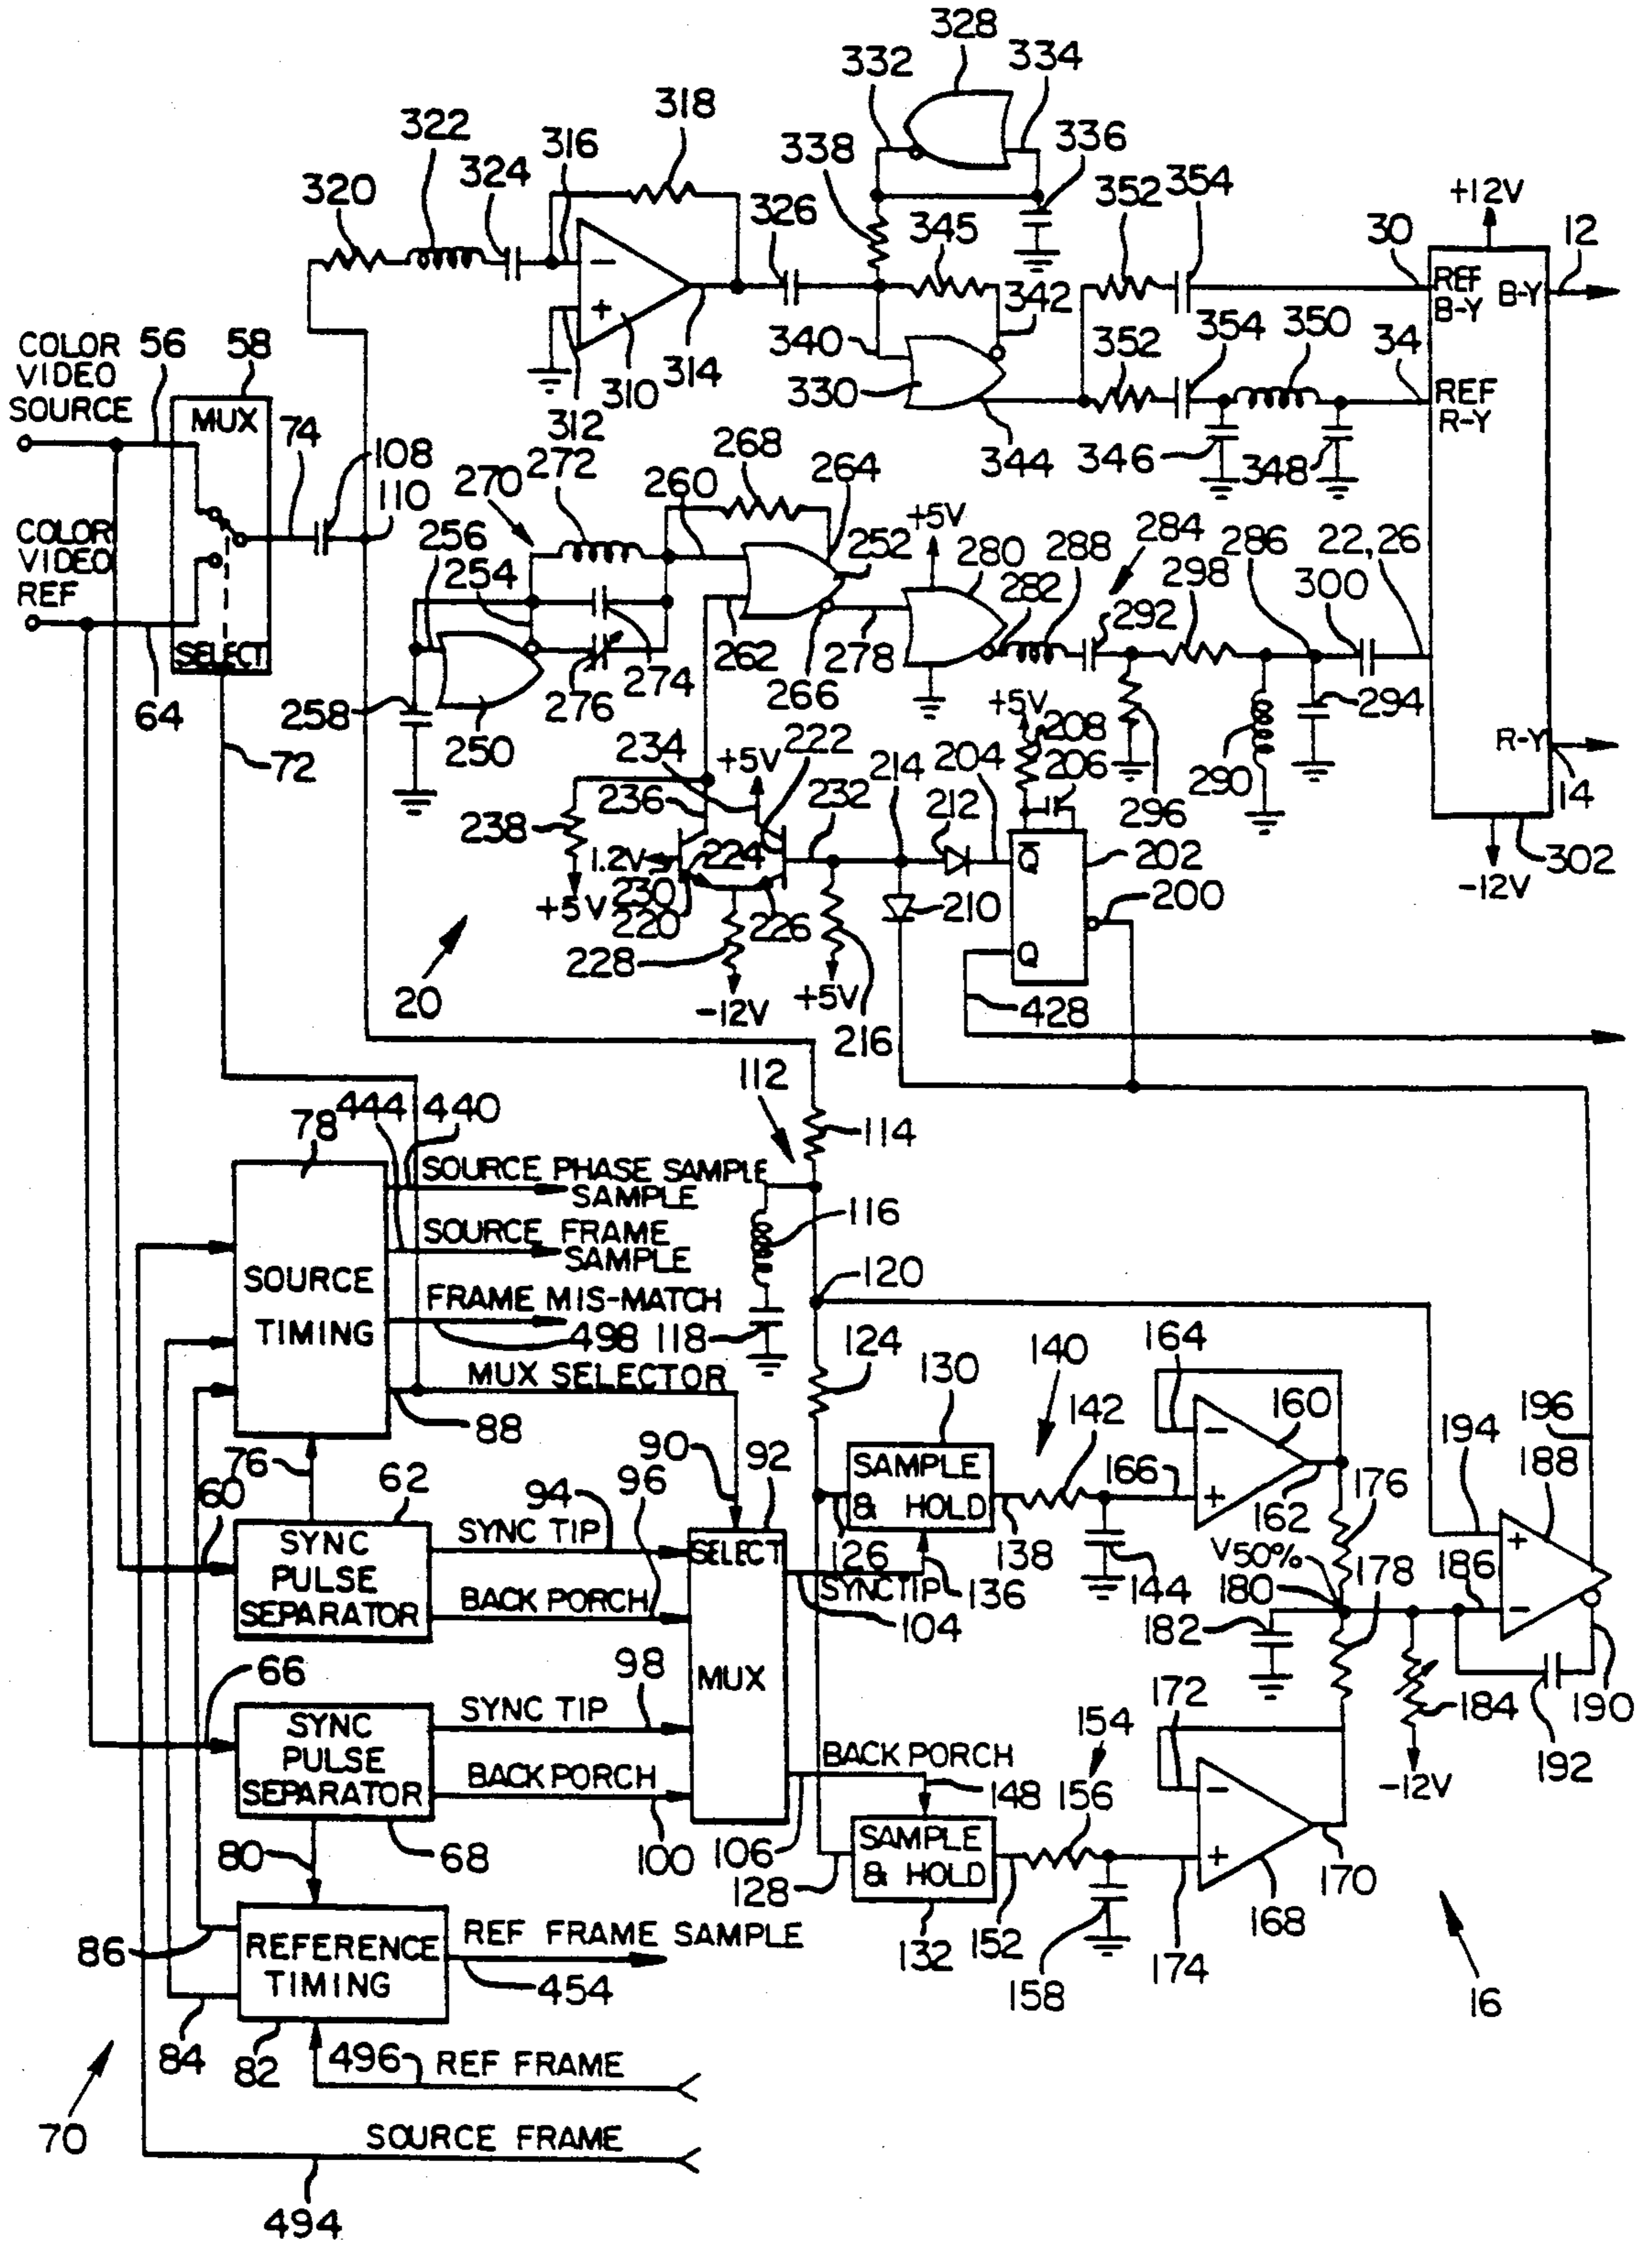 328
332
334
318
322
316
338
336
320
324
326
345
352
354
+12V
30
12
REF
B-Y
B-Y
342
COLOR
VIDEO
SOURCE
56
58
MUX
−
+
340
354
350
34
352
REF
R-Y
310
314
330
312
74
108
110
272
268
264
344
346
348
270
260
+5V
COLOR
VIDEO
REF
256
254
252
280
288
284
286
22,26
282
298
300
292
SELECT
262
278
276
274
266
64
258
250
+5V
208
294
72
234
222
214
204
206
290
R-Y
+5V
236
232
212
296
14
238
1.2V
224
Q̅
202
302
-12V
230
+5V
220
226
210
200
20
228
Q
-12V
+5V
216
428
112
444
440
78
114
SOURCE PHASE SAMPLE
SAMPLE
116
SOURCE FRAME
SAMPLE
SOURCE
TIMING
120
FRAME MIS-MATCH
498
118
124
130
140
164
MUX SELECTOR
88
142
−
160
196
76
90
92
SAMPLE
& HOLD
166
+
194
188
60
62
94
96
162
176
SYNC
PULSE
SEPARATOR
SYNC TIP
SELECT
126
138
V50%
180
186
178
+
−
SYNC TIP
136
144
BACK PORCH
104
182
98
66
MUX
SYNC
PULSE
SEPARATOR
SYNC TIP
172
184
190
154
BACK PORCH
192
-12V
BACK PORCH
148
156
−
80
68
100
106
SAMPLE
& HOLD
+
128
170
86
REFERENCE
TIMING
REF FRAME SAMPLE
132
152
168
454
158
174
16
84
82
496
REF FRAME
70
SOURCE FRAME
494